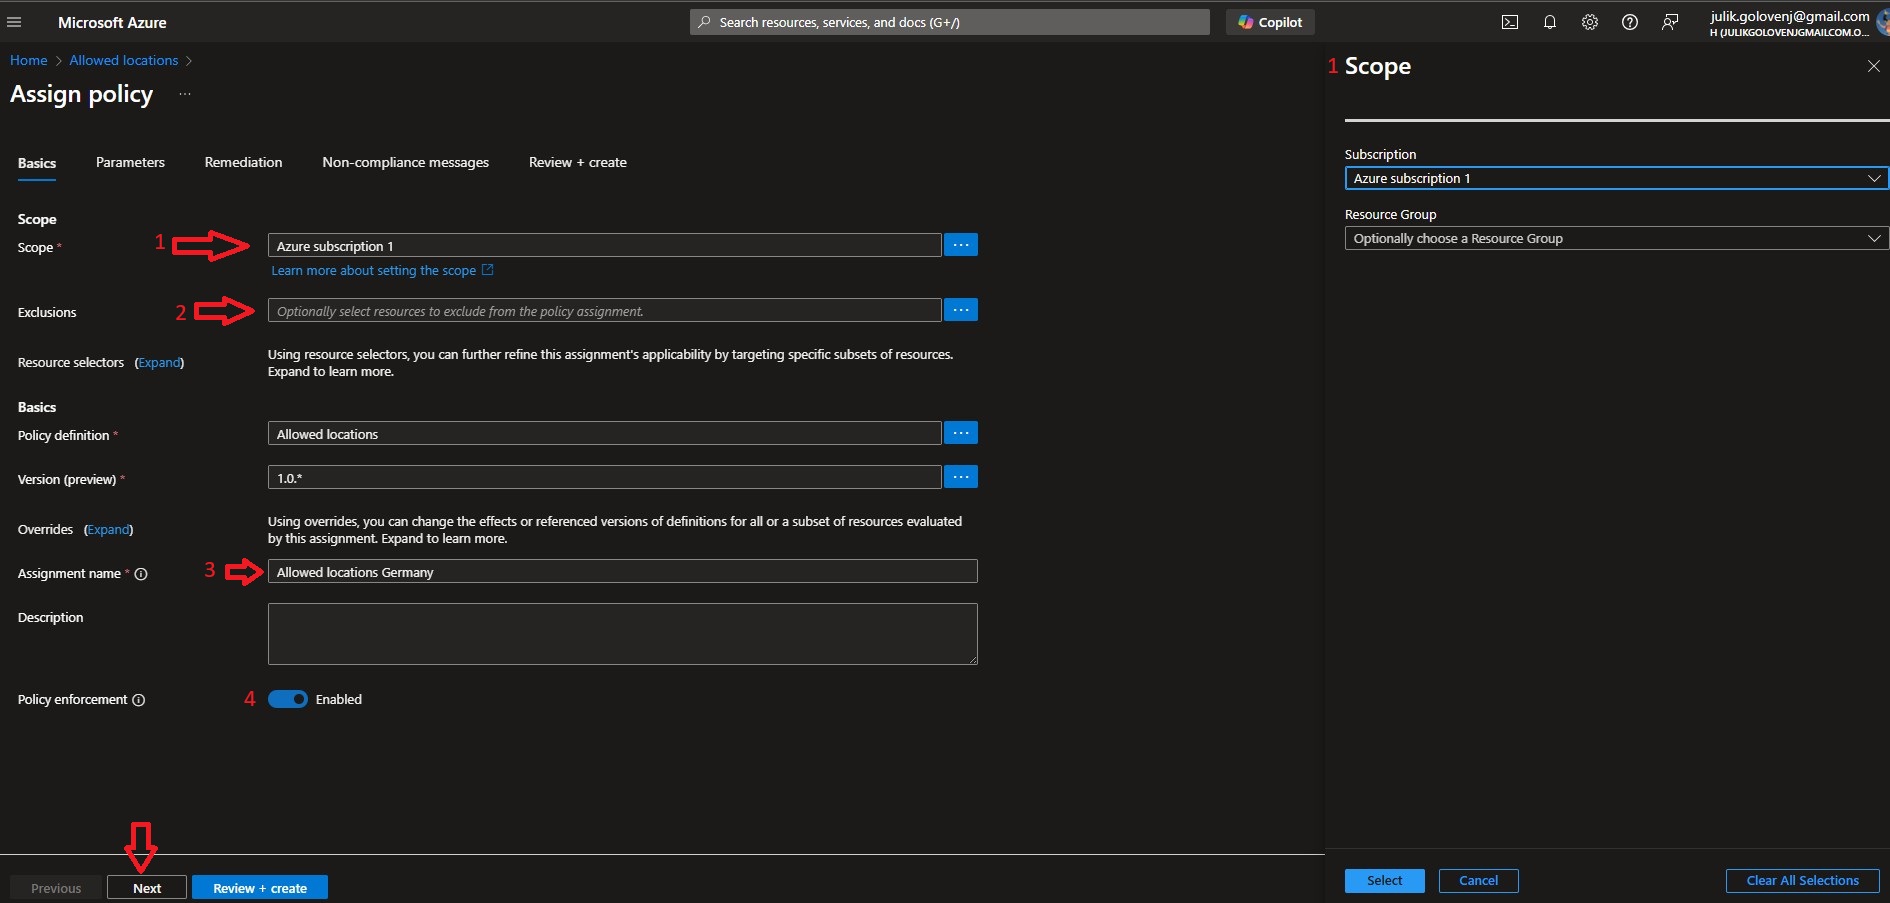 Microsoft Azure
Search resources, services, and docs (G+/)
Copilot
julik.golovenj@gmail.com
H (JULIKGOLOVENJGMAILCOM.O...
Home > Allowed locations >
Assign policy ...
Basics Parameters Remediation Non-compliance messages Review + create
Scope
Scope * 1 Azure subscription 1 ...
Learn more about setting the scope
Exclusions 2 Optionally select resources to exclude from the policy assignment. ...
Resource selectors (Expand) Using resource selectors, you can further refine this assignment's applicability by targeting specific subsets of resources.
Expand to learn more.
Basics
Policy definition * Allowed locations ...
Version (preview) * 1.0.* ...
Overrides (Expand) Using overrides, you can change the effects or referenced versions of definitions for all or a subset of resources evaluated
by this assignment. Expand to learn more.
Assignment name * 3 Allowed locations Germany
Description
Policy enforcement 4 Enabled
Previous Next Review + create
1 Scope
Subscription
Azure subscription 1
Resource Group
Optionally choose a Resource Group
Select Cancel Clear All Selections